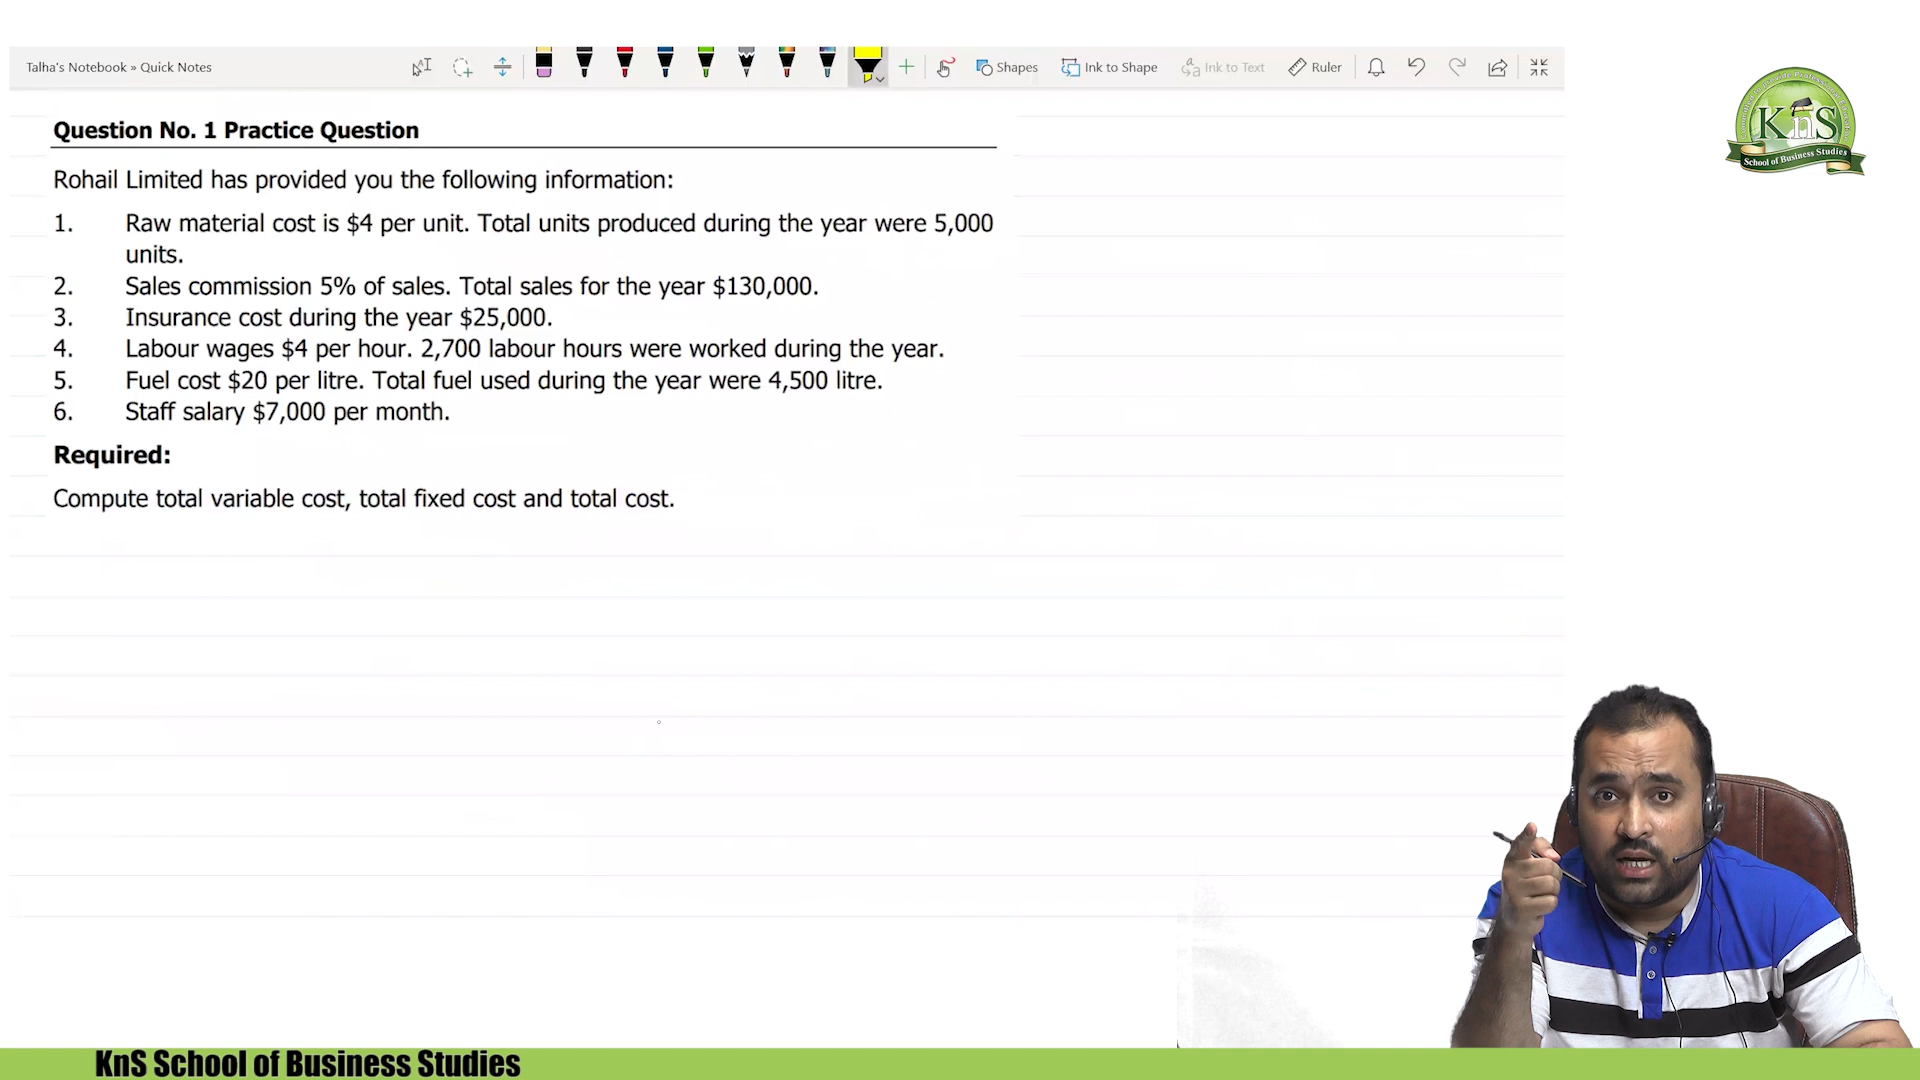 Talha's Notebook » Quick Notes
Shapes
Ink to Shape
Ink to Text
Ruler
KnS
School of Business Studies
Question No. 1 Practice Question
Rohail Limited has provided you the following information:
1. Raw material cost is $4 per unit. Total units produced during the year were 5,000
units.
2. Sales commission 5% of sales. Total sales for the year $130,000.
3. Insurance cost during the year $25,000.
4. Labour wages $4 per hour. 2,700 labour hours were worked during the year.
5. Fuel cost $20 per litre. Total fuel used during the year were 4,500 litre.
6. Staff salary $7,000 per month.
Required:
Compute total variable cost, total fixed cost and total cost.
KnS School of Business Studies